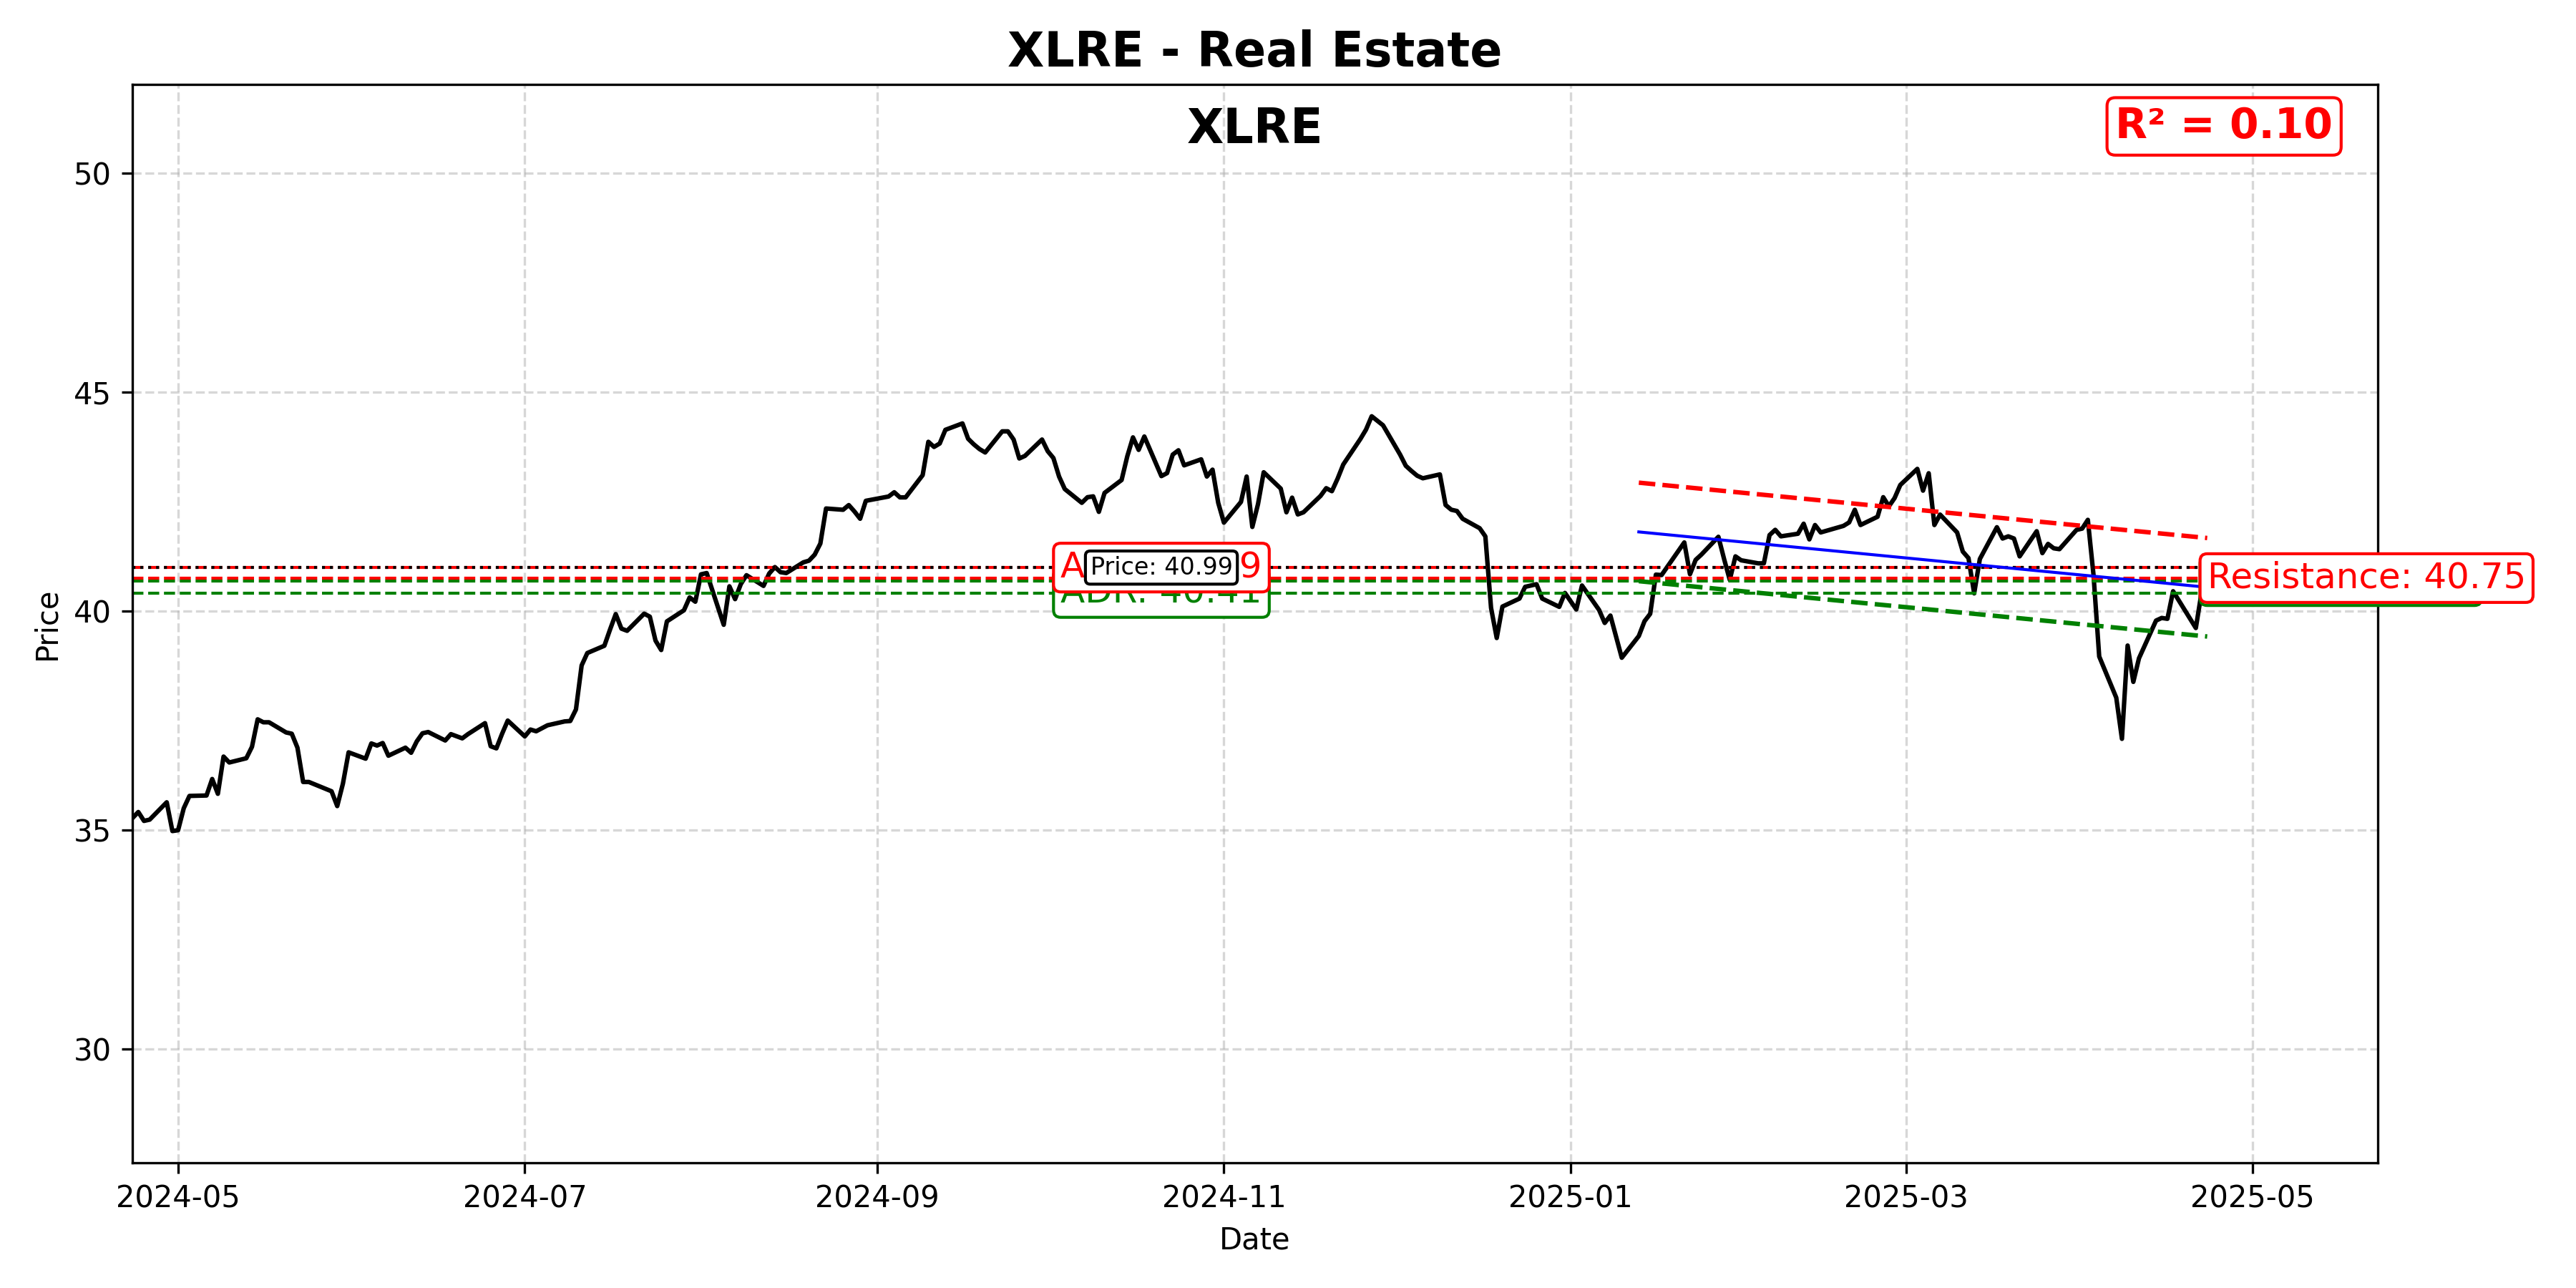 XLRE - Real Estate
XLRE
R² = 0.10
50
45
40
35
30
Price
Price: 40.99
Resistance: 40.75
2024-05
2024-07
2024-09
2024-11
2025-01
2025-03
2025-05
Date